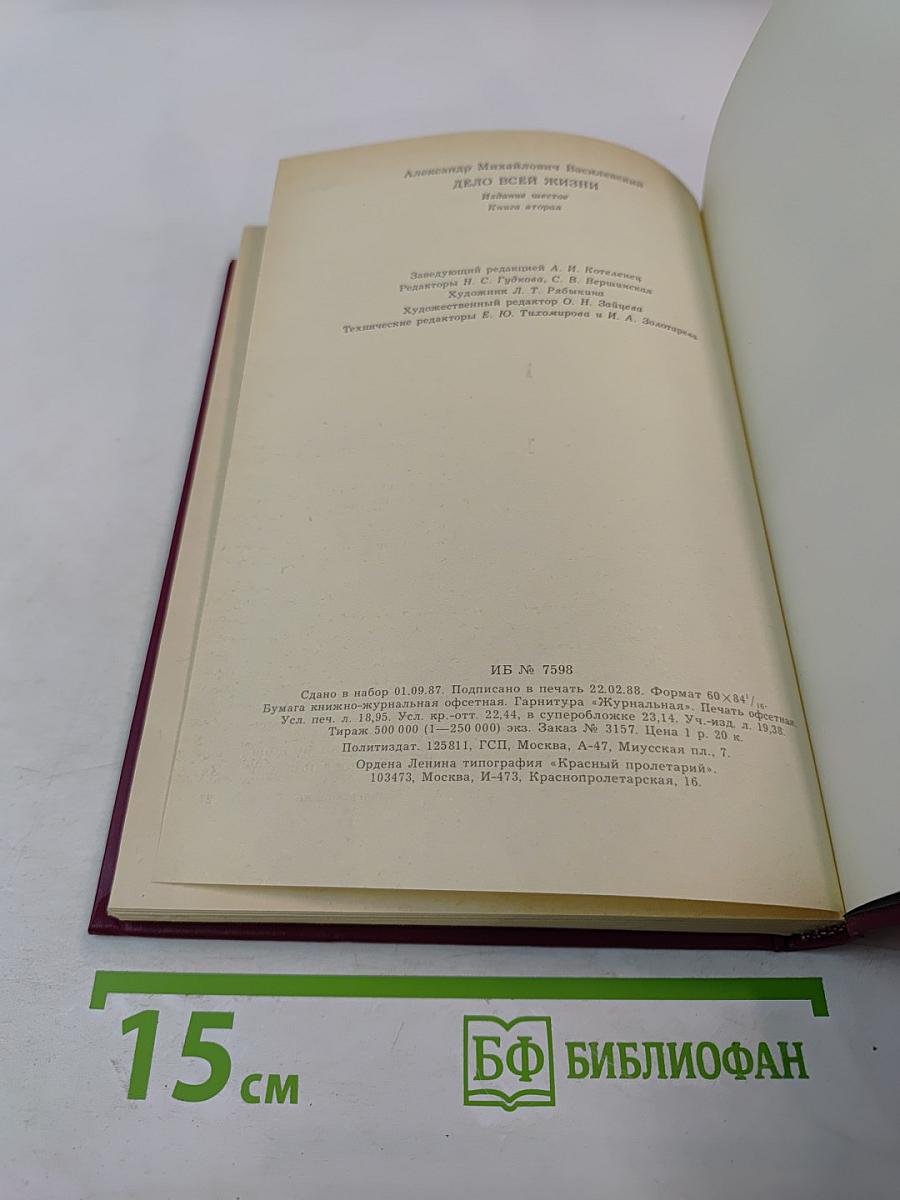 Александр Михайлович Василевский
ДЕЛО ВСЕЙ ЖИЗНИ
Издание шестое
Книга вторая
Заведующий редакцией А. И. Котеленец
Редакторы Н. С. Гудкова, С. В. Вершинская
Художник Л. Т. Рябыкина
Художественный редактор О. Н. Зайцева
Технические редакторы Е. Ю. Тихомирова и И. А. Золотарева
ИБ № 7598
Сдано в набор 01.09.87. Подписано в печать 22.02.88. Формат 60×84¹/₁₆.
Бумага книжно-журнальная офсетная. Гарнитура «Журнальная». Печать офсетная.
Усл. печ. л. 18,95. Усл. кр.-отт. 22,44, в суперобложке 23,14. Уч.-изд. л. 19,38.
Тираж 500 000 (1—250 000) экз. Заказ № 3157. Цена 1 р. 20 к.
Политиздат. 125811, ГСП, Москва, А-47, Миусская пл., 7.
Ордена Ленина типография «Красный пролетарий».
103473, Москва, И-473, Краснопролетарская, 16.
15 см
БФ БИБЛИОФАН